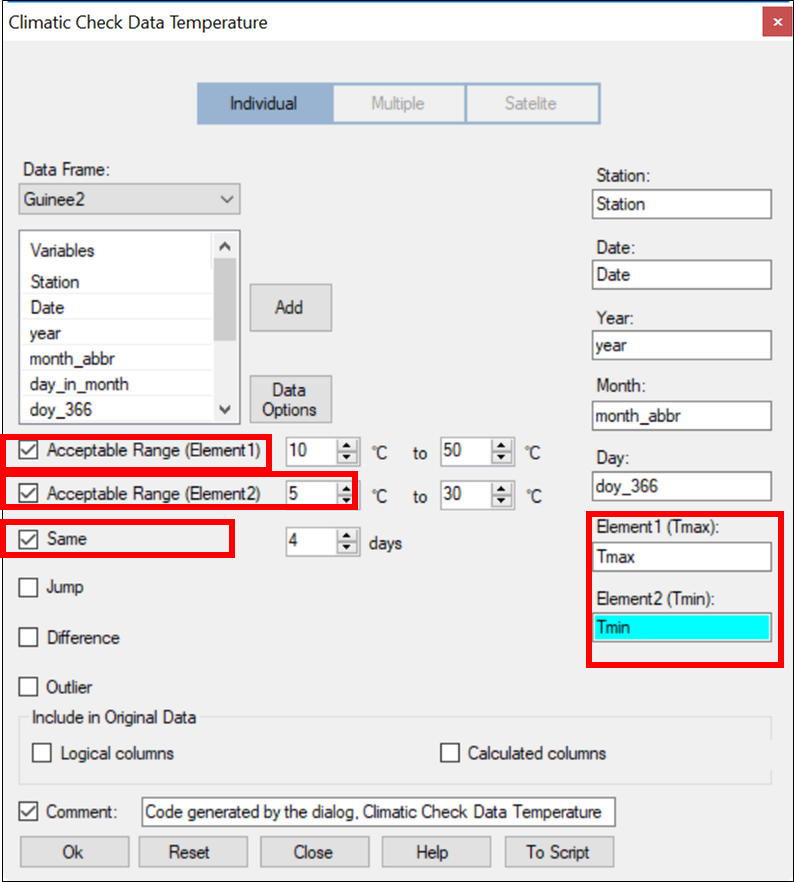 Climatic Check Data Temperature
Individual
Multiple
Satelite
Data Frame:
Guinee2
Variables
Station
Date
year
month_abbr
day_in_month
doy_366
Add
Data
Options
Station:
Station
Date:
Date
Year:
year
Month:
month_abbr
Day:
doy_366
Element1 (Tmax):
Tmax
Element2 (Tmin):
Tmin
Acceptable Range (Element1) 10 °C to 50 °C
Acceptable Range (Element2) 5 °C to 30 °C
Same 4 days
Jump
Difference
Outlier
Include in Original Data
Logical columns
Calculated columns
Comment: Code generated by the dialog, Climatic Check Data Temperature
Ok
Reset
Close
Help
To Script